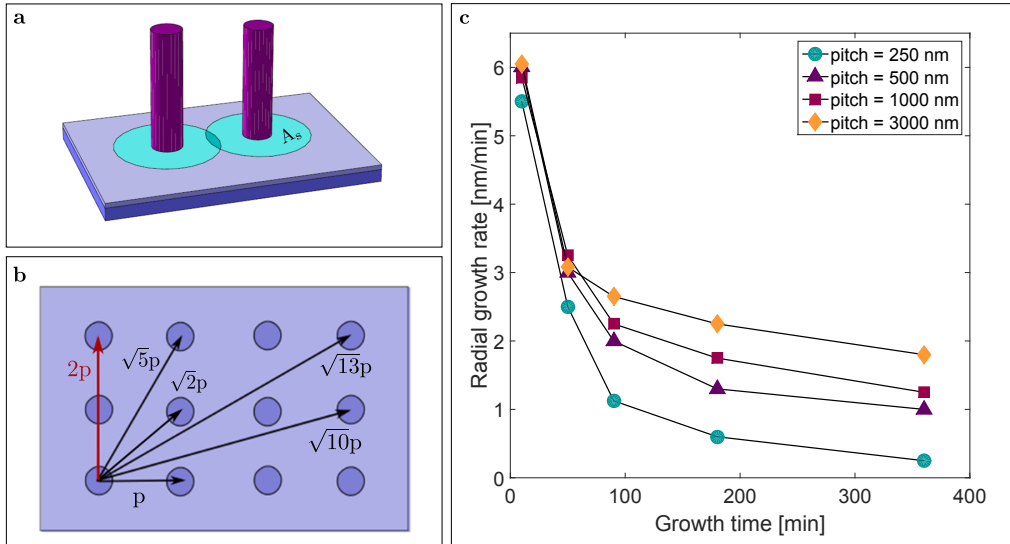 a
A_s
b
2p
√5p
√2p
√13p
√10p
p
c
pitch = 250 nm
pitch = 500 nm
pitch = 1000 nm
pitch = 3000 nm
Radial growth rate [nm/min]
6
5
4
3
2
1
0
0 100 200 300 400
Growth time [min]